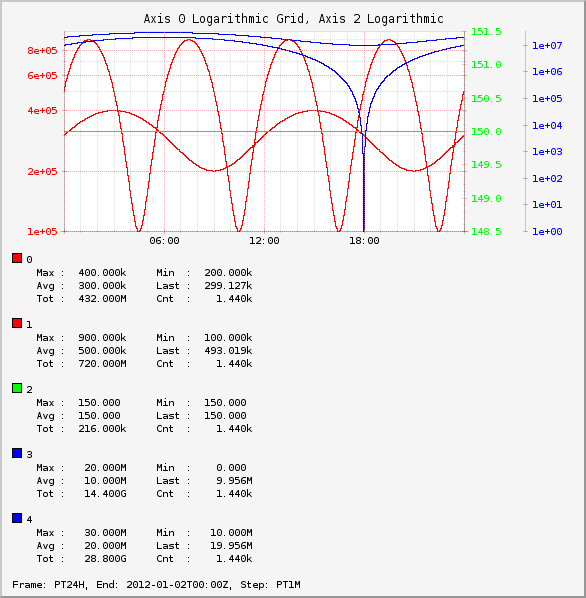 Axis 0 Logarithmic Grid, Axis 2 Logarithmic
8e+05
6e+05
4e+05
2e+05
1e+05
151.5
151.0
150.5
150.0
149.5
149.0
148.5
1e+07
1e+06
1e+05
1e+04
1e+03
1e+02
1e+01
1e+00
06:00 12:00 18:00
0
Max : 400.000k Min : 200.000k
Avg : 300.000k Last : 299.127k
Tot : 432.000M Cnt : 1.440k
1
Max : 900.000k Min : 100.000k
Avg : 500.000k Last : 493.019k
Tot : 720.000M Cnt : 1.440k
2
Max : 150.000 Min : 150.000
Avg : 150.000 Last : 150.000
Tot : 216.000k Cnt : 1.440k
3
Max : 20.000M Min : 0.000
Avg : 10.000M Last : 9.956M
Tot : 14.400G Cnt : 1.440k
4
Max : 30.000M Min : 10.000M
Avg : 20.000M Last : 19.956M
Tot : 28.800G Cnt : 1.440k
Frame: PT24H, End: 2012-01-02T00:00Z, Step: PT1M